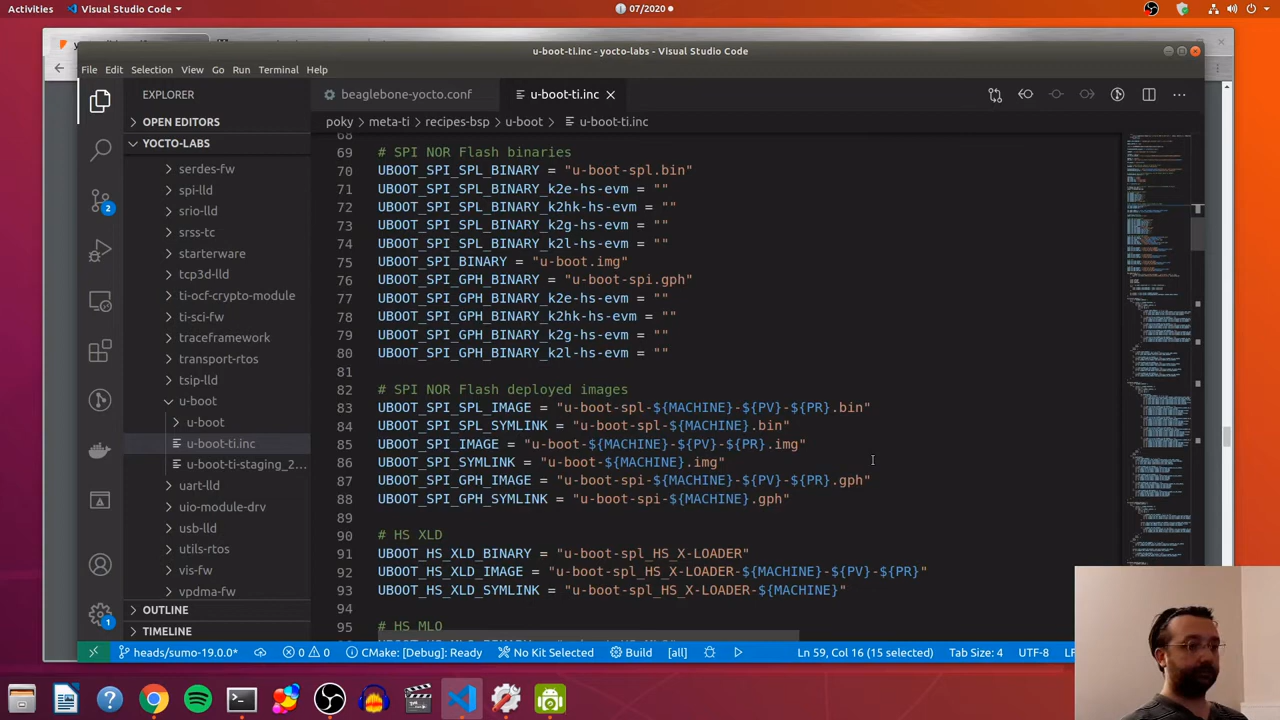 Activities
Visual Studio Code
07/2020
u-boot-ti.inc - yocto-labs - Visual Studio Code
File Edit Selection View Go Run Terminal Help
EXPLORER
beaglebone-yocto.conf
u-boot-ti.inc
OPEN EDITORS
poky > meta-ti > recipes-bsp > u-boot > u-boot-ti.inc
YOCTO-LABS
serdes-fw
spi-lld
srio-lld
srss-tc
starterware
tcp3d-lld
ti-ocf-crypto-module
ti-sci-fw
traceframework
transport-rtos
tsip-lld
u-boot
u-boot
u-boot-ti.inc
u-boot-ti-staging_2...
uart-lld
uio-module-drv
usb-lld
utils-rtos
vis-fw
vpdma-fw
OUTLINE
TIMELINE
2
1
68
69 # SPI NOR Flash binaries
70 UBOOT_SPI_SPL_BINARY = "u-boot-spl.bin"
71 UBOOT_SPI_SPL_BINARY_k2e-hs-evm = ""
72 UBOOT_SPI_SPL_BINARY_k2hk-hs-evm = ""
73 UBOOT_SPI_SPL_BINARY_k2g-hs-evm = ""
74 UBOOT_SPI_SPL_BINARY_k2l-hs-evm = ""
75 UBOOT_SPI_BINARY = "u-boot.img"
76 UBOOT_SPI_GPH_BINARY = "u-boot-spi.gph"
77 UBOOT_SPI_GPH_BINARY_k2e-hs-evm = ""
78 UBOOT_SPI_GPH_BINARY_k2hk-hs-evm = ""
79 UBOOT_SPI_GPH_BINARY_k2g-hs-evm = ""
80 UBOOT_SPI_GPH_BINARY_k2l-hs-evm = ""
81
82 # SPI NOR Flash deployed images
83 UBOOT_SPI_SPL_IMAGE = "u-boot-spl-${MACHINE}-${PV}-${PR}.bin"
84 UBOOT_SPI_SPL_SYMLINK = "u-boot-spl-${MACHINE}.bin"
85 UBOOT_SPI_IMAGE = "u-boot-${MACHINE}-${PV}-${PR}.img"
86 UBOOT_SPI_SYMLINK = "u-boot-${MACHINE}.img"
87 UBOOT_SPI_GPH_IMAGE = "u-boot-spi-${MACHINE}-${PV}-${PR}.gph"
88 UBOOT_SPI_GPH_SYMLINK = "u-boot-spi-${MACHINE}.gph"
89
90 # HS XLD
91 UBOOT_HS_XLD_BINARY = "u-boot-spl_HS_X-LOADER"
92 UBOOT_HS_XLD_IMAGE = "u-boot-spl_HS_X-LOADER-${MACHINE}-${PV}-${PR}"
93 UBOOT_HS_XLD_SYMLINK = "u-boot-spl_HS_X-LOADER-${MACHINE}"
94
95 # HS MLO
heads/sumo-19.0.0* 0 0 CMake: [Debug]: Ready No Kit Selected Build [all] Ln 59, Col 16 (15 selected) Tab Size: 4 UTF-8